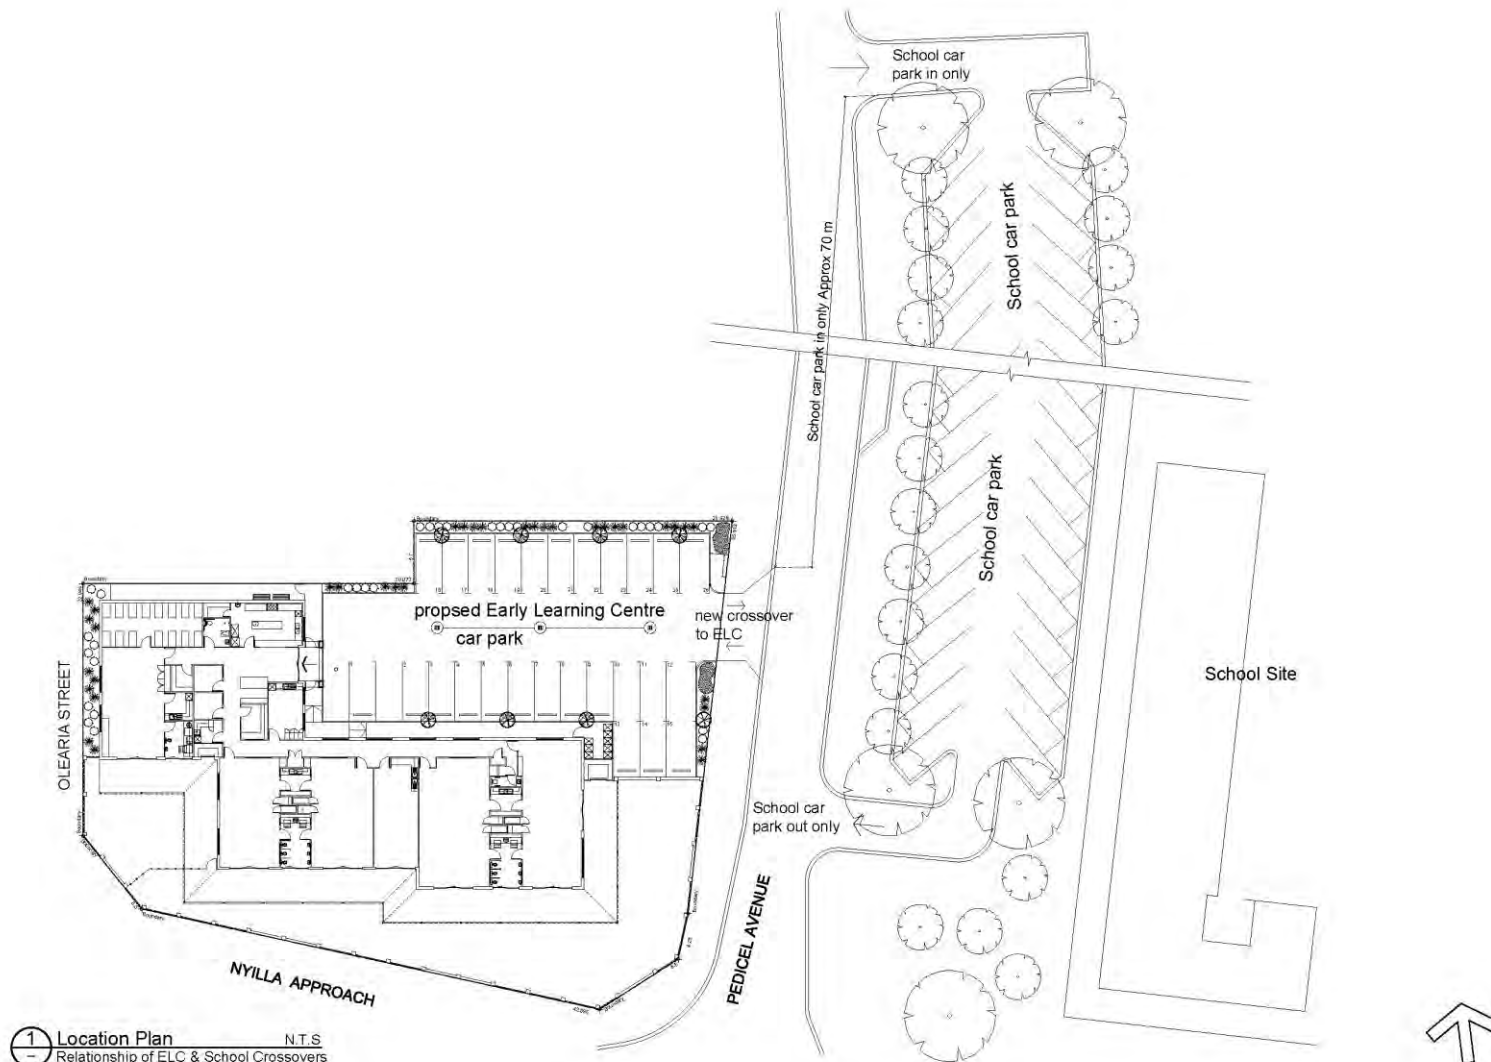 School car
park in only
School car park in only Approx 70 m
School car park
School car park
propsed Early Learning Centre
car park
new crossover
to ELC
School Site
OLEARIA STREET
School car
park out only
PEDICEL AVENUE
NYILLA APPROACH
1 Location Plan N.T.S
– Relationship of ELC & School Crossovers